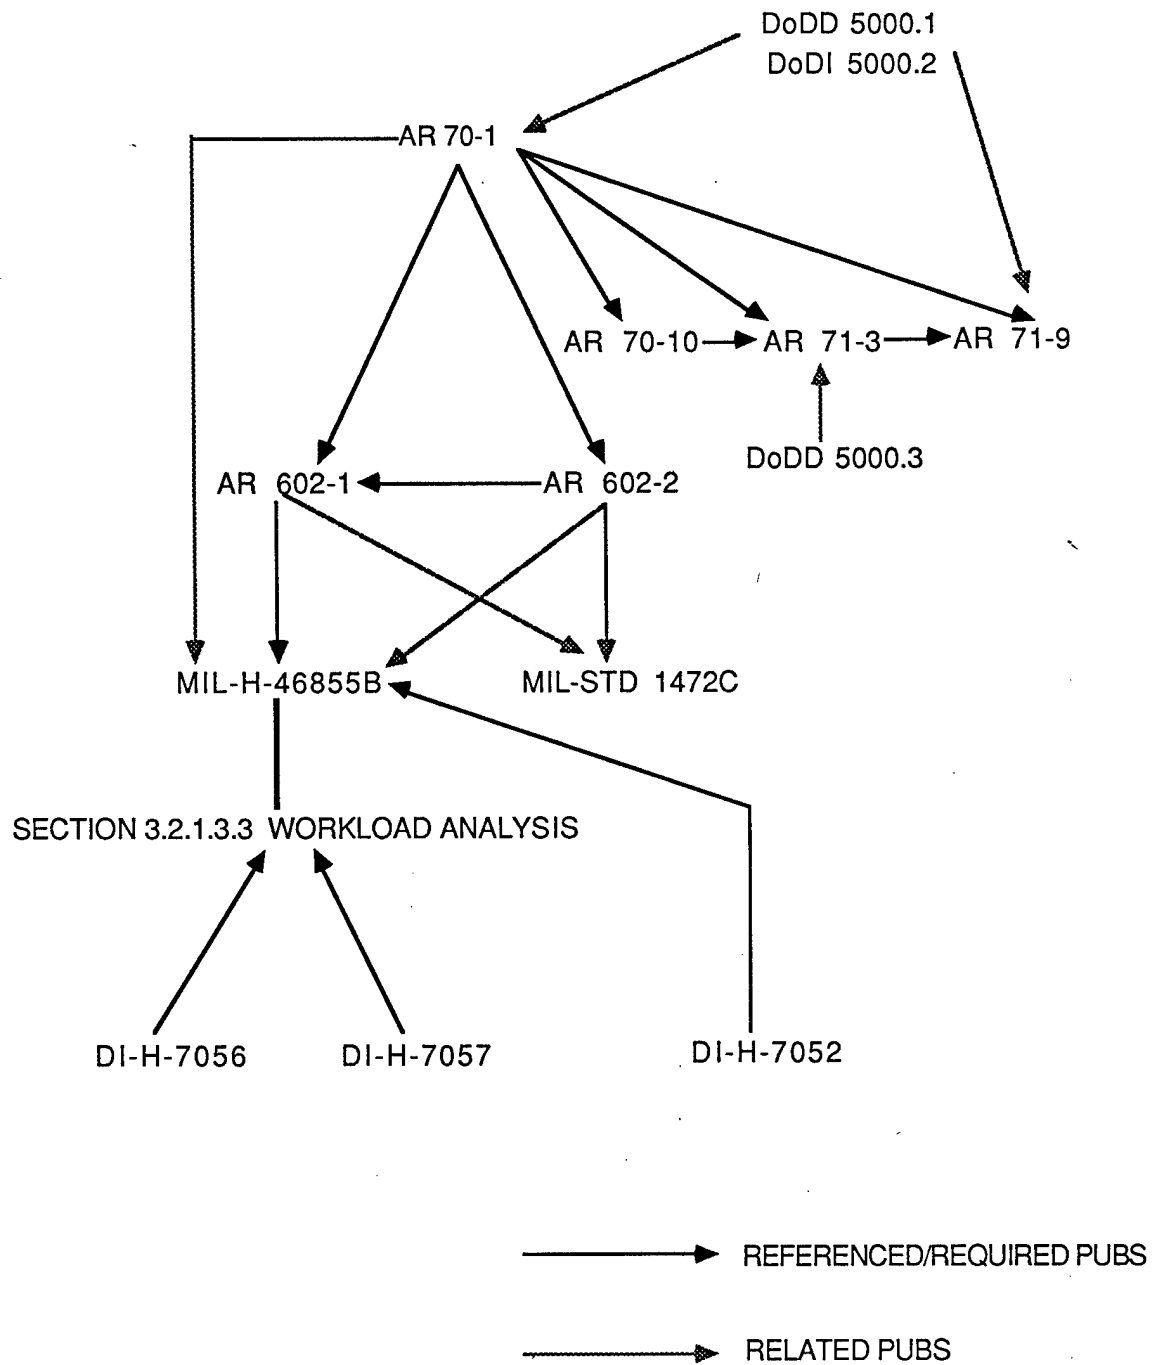 DoDD 5000.1
DoDI 5000.2
AR 70-1
AR 70-10
AR 71-3
AR 71-9
DoDD 5000.3
AR 602-1
AR 602-2
MIL-H-46855B
MIL-STD 1472C
SECTION 3.2.1.3.3 WORKLOAD ANALYSIS
DI-H-7056
DI-H-7057
DI-H-7052
REFERENCED/REQUIRED PUBS
RELATED PUBS